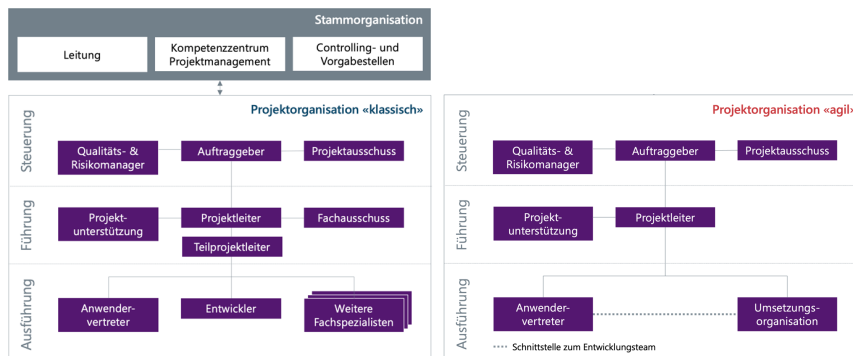 Stammorganisation
Leitung
Kompetenzzentrum
Projektmanagement
Controlling- und
Vorgabestellen
Projektorganisation «klassisch»
Steuerung
Qualitäts- &
Risikomanager
Auftraggeber
Projektausschuss
Führung
Projekt-
unterstützung
Projektleiter
Fachausschuss
Teilprojektleiter
Ausführung
Anwender-
vertreter
Entwickler
Weitere
Fachspezialisten
Projektorganisation «agil»
Steuerung
Qualitäts- &
Risikomanager
Auftraggeber
Projektausschuss
Führung
Projekt-
unterstützung
Projektleiter
Ausführung
Anwender-
vertreter
Umsetzungs-
organisation
Schnittstelle zum Entwicklungsteam